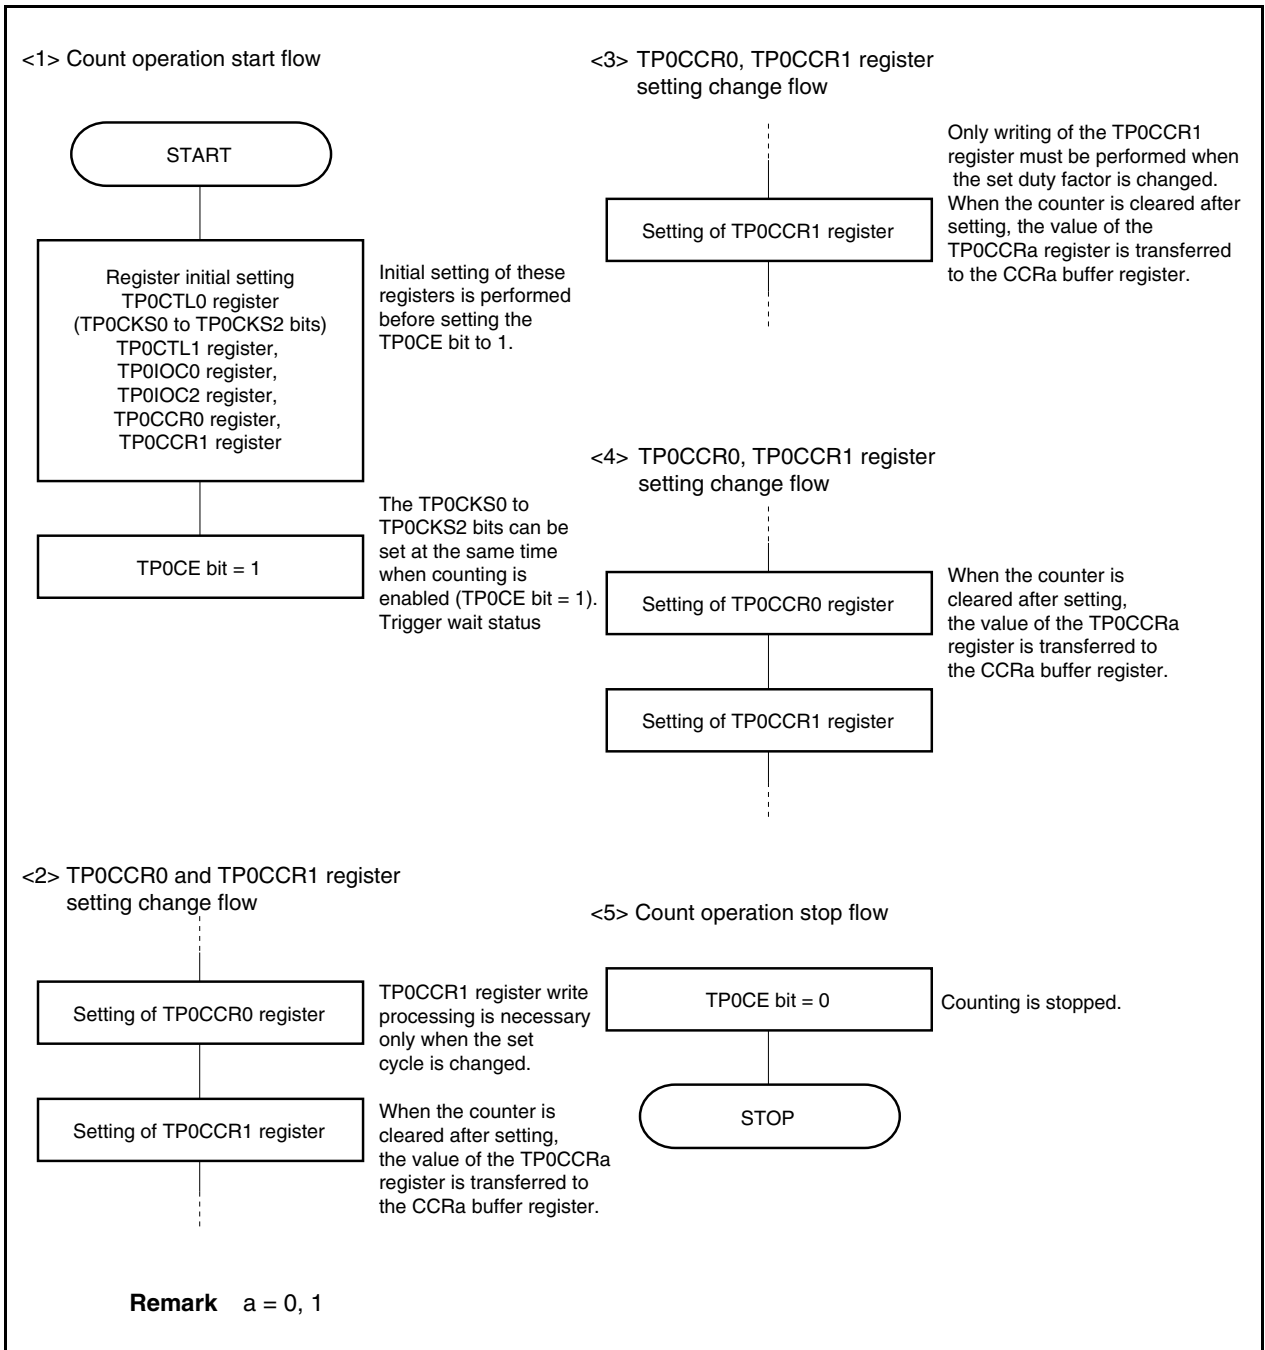 <1> Count operation start flow
START
Register initial setting
TP0CTL0 register
(TP0CKS0 to TP0CKS2 bits)
TP0CTL1 register,
TP0IOC0 register,
TP0IOC2 register,
TP0CCR0 register,
TP0CCR1 register
Initial setting of these
registers is performed
before setting the
TP0CE bit to 1.
TP0CE bit = 1
The TP0CKS0 to
TP0CKS2 bits can be
set at the same time
when counting is
enabled (TP0CE bit = 1).
Trigger wait status
<2> TP0CCR0 and TP0CCR1 register
setting change flow
Setting of TP0CCR0 register
TP0CCR1 register write
processing is necessary
only when the set
cycle is changed.
Setting of TP0CCR1 register
When the counter is
cleared after setting,
the value of the TP0CCRa
register is transferred to
the CCRa buffer register.
<3> TP0CCR0, TP0CCR1 register
setting change flow
Setting of TP0CCR1 register
Only writing of the TP0CCR1
register must be performed when
the set duty factor is changed.
When the counter is cleared after
setting, the value of the
TP0CCRa register is transferred
to the CCRa buffer register.
<4> TP0CCR0, TP0CCR1 register
setting change flow
Setting of TP0CCR0 register
When the counter is
cleared after setting,
the value of the TP0CCRa
register is transferred to
the CCRa buffer register.
Setting of TP0CCR1 register
<5> Count operation stop flow
TP0CE bit = 0
Counting is stopped.
STOP
Remark a = 0, 1